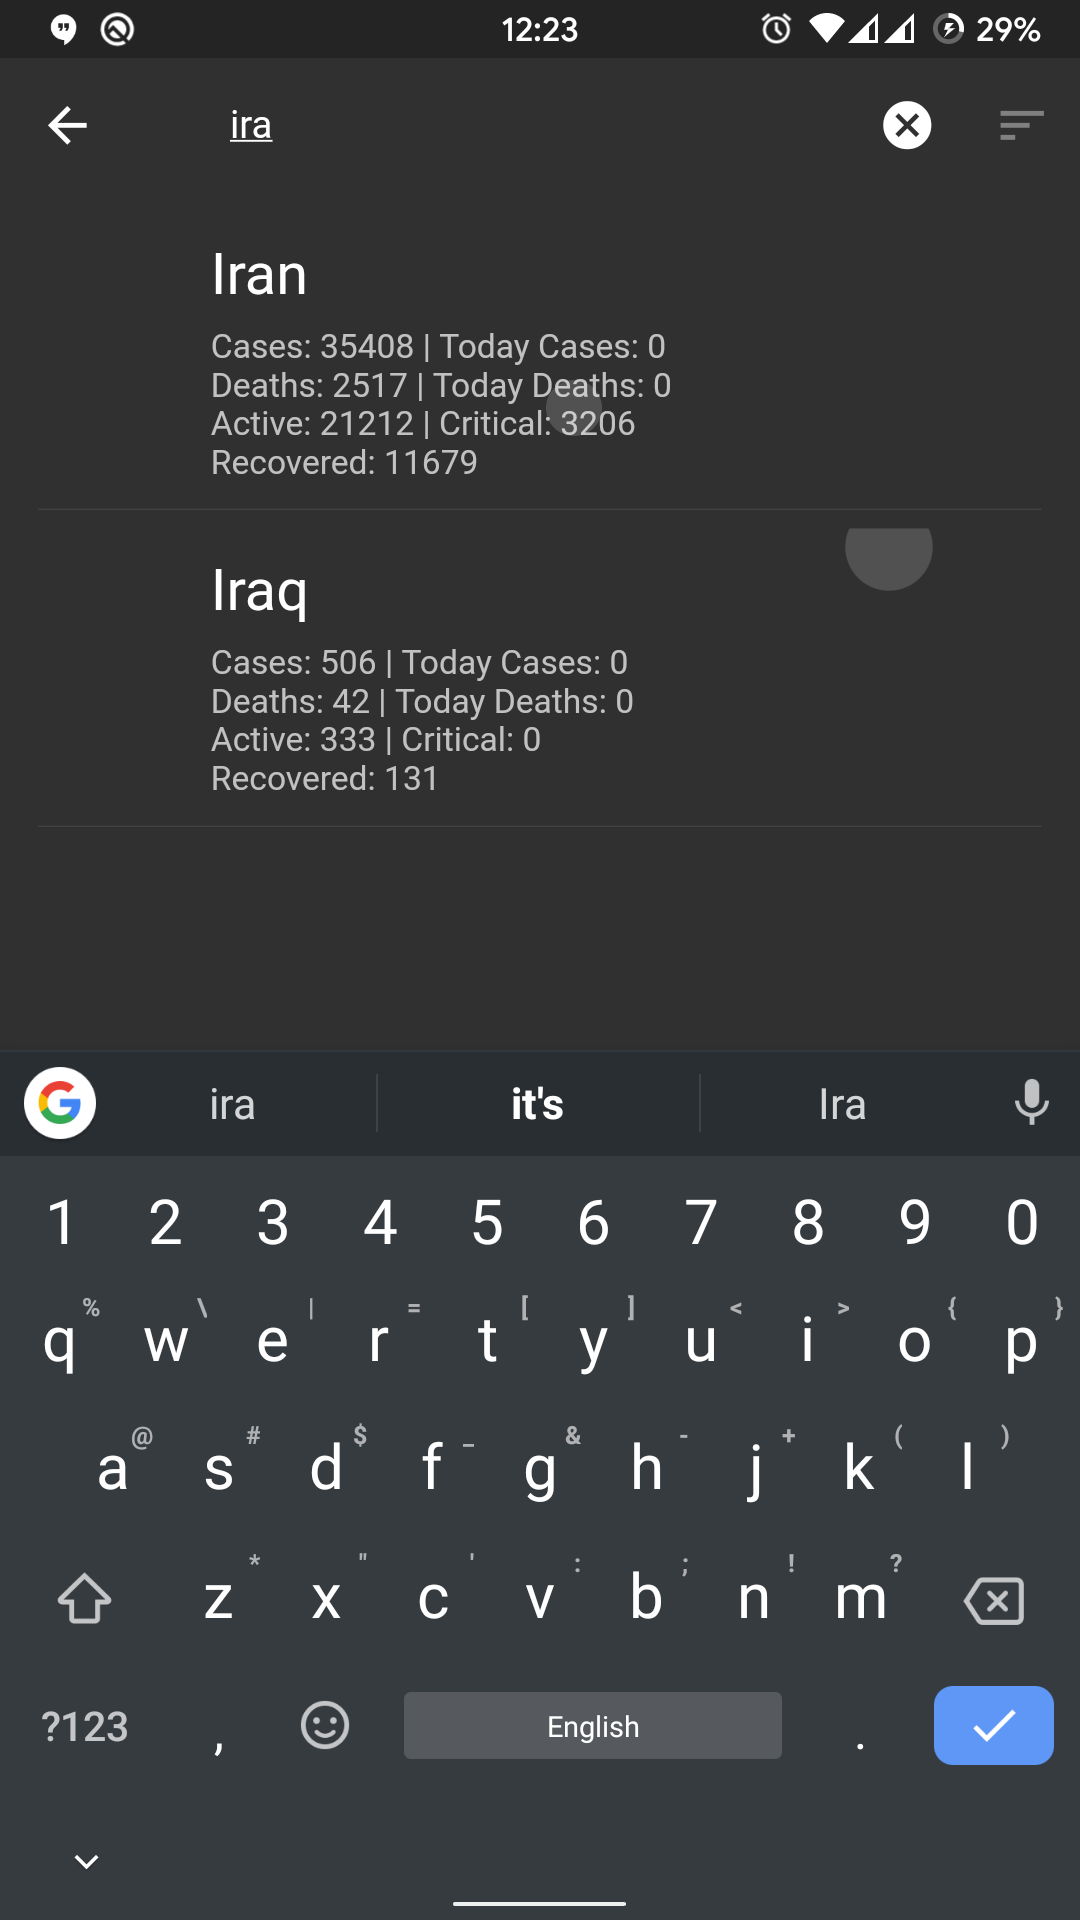 12:23 29%
ira
Iran
Cases: 35408 | Today Cases: 0
Deaths: 2517 | Today Deaths: 0
Active: 21212 | Critical: 3206
Recovered: 11679
Iraq
Cases: 506 | Today Cases: 0
Deaths: 42 | Today Deaths: 0
Active: 333 | Critical: 0
Recovered: 131
G ira it's Ira
1 2 3 4 5 6 7 8 9 0
% \ | = [ ] < > { }
q w e r t y u i o p
@ # $ _ & - + ( )
a s d f g h j k l
* " ' : ; ! ?
z x c v b n m
?123 , English .